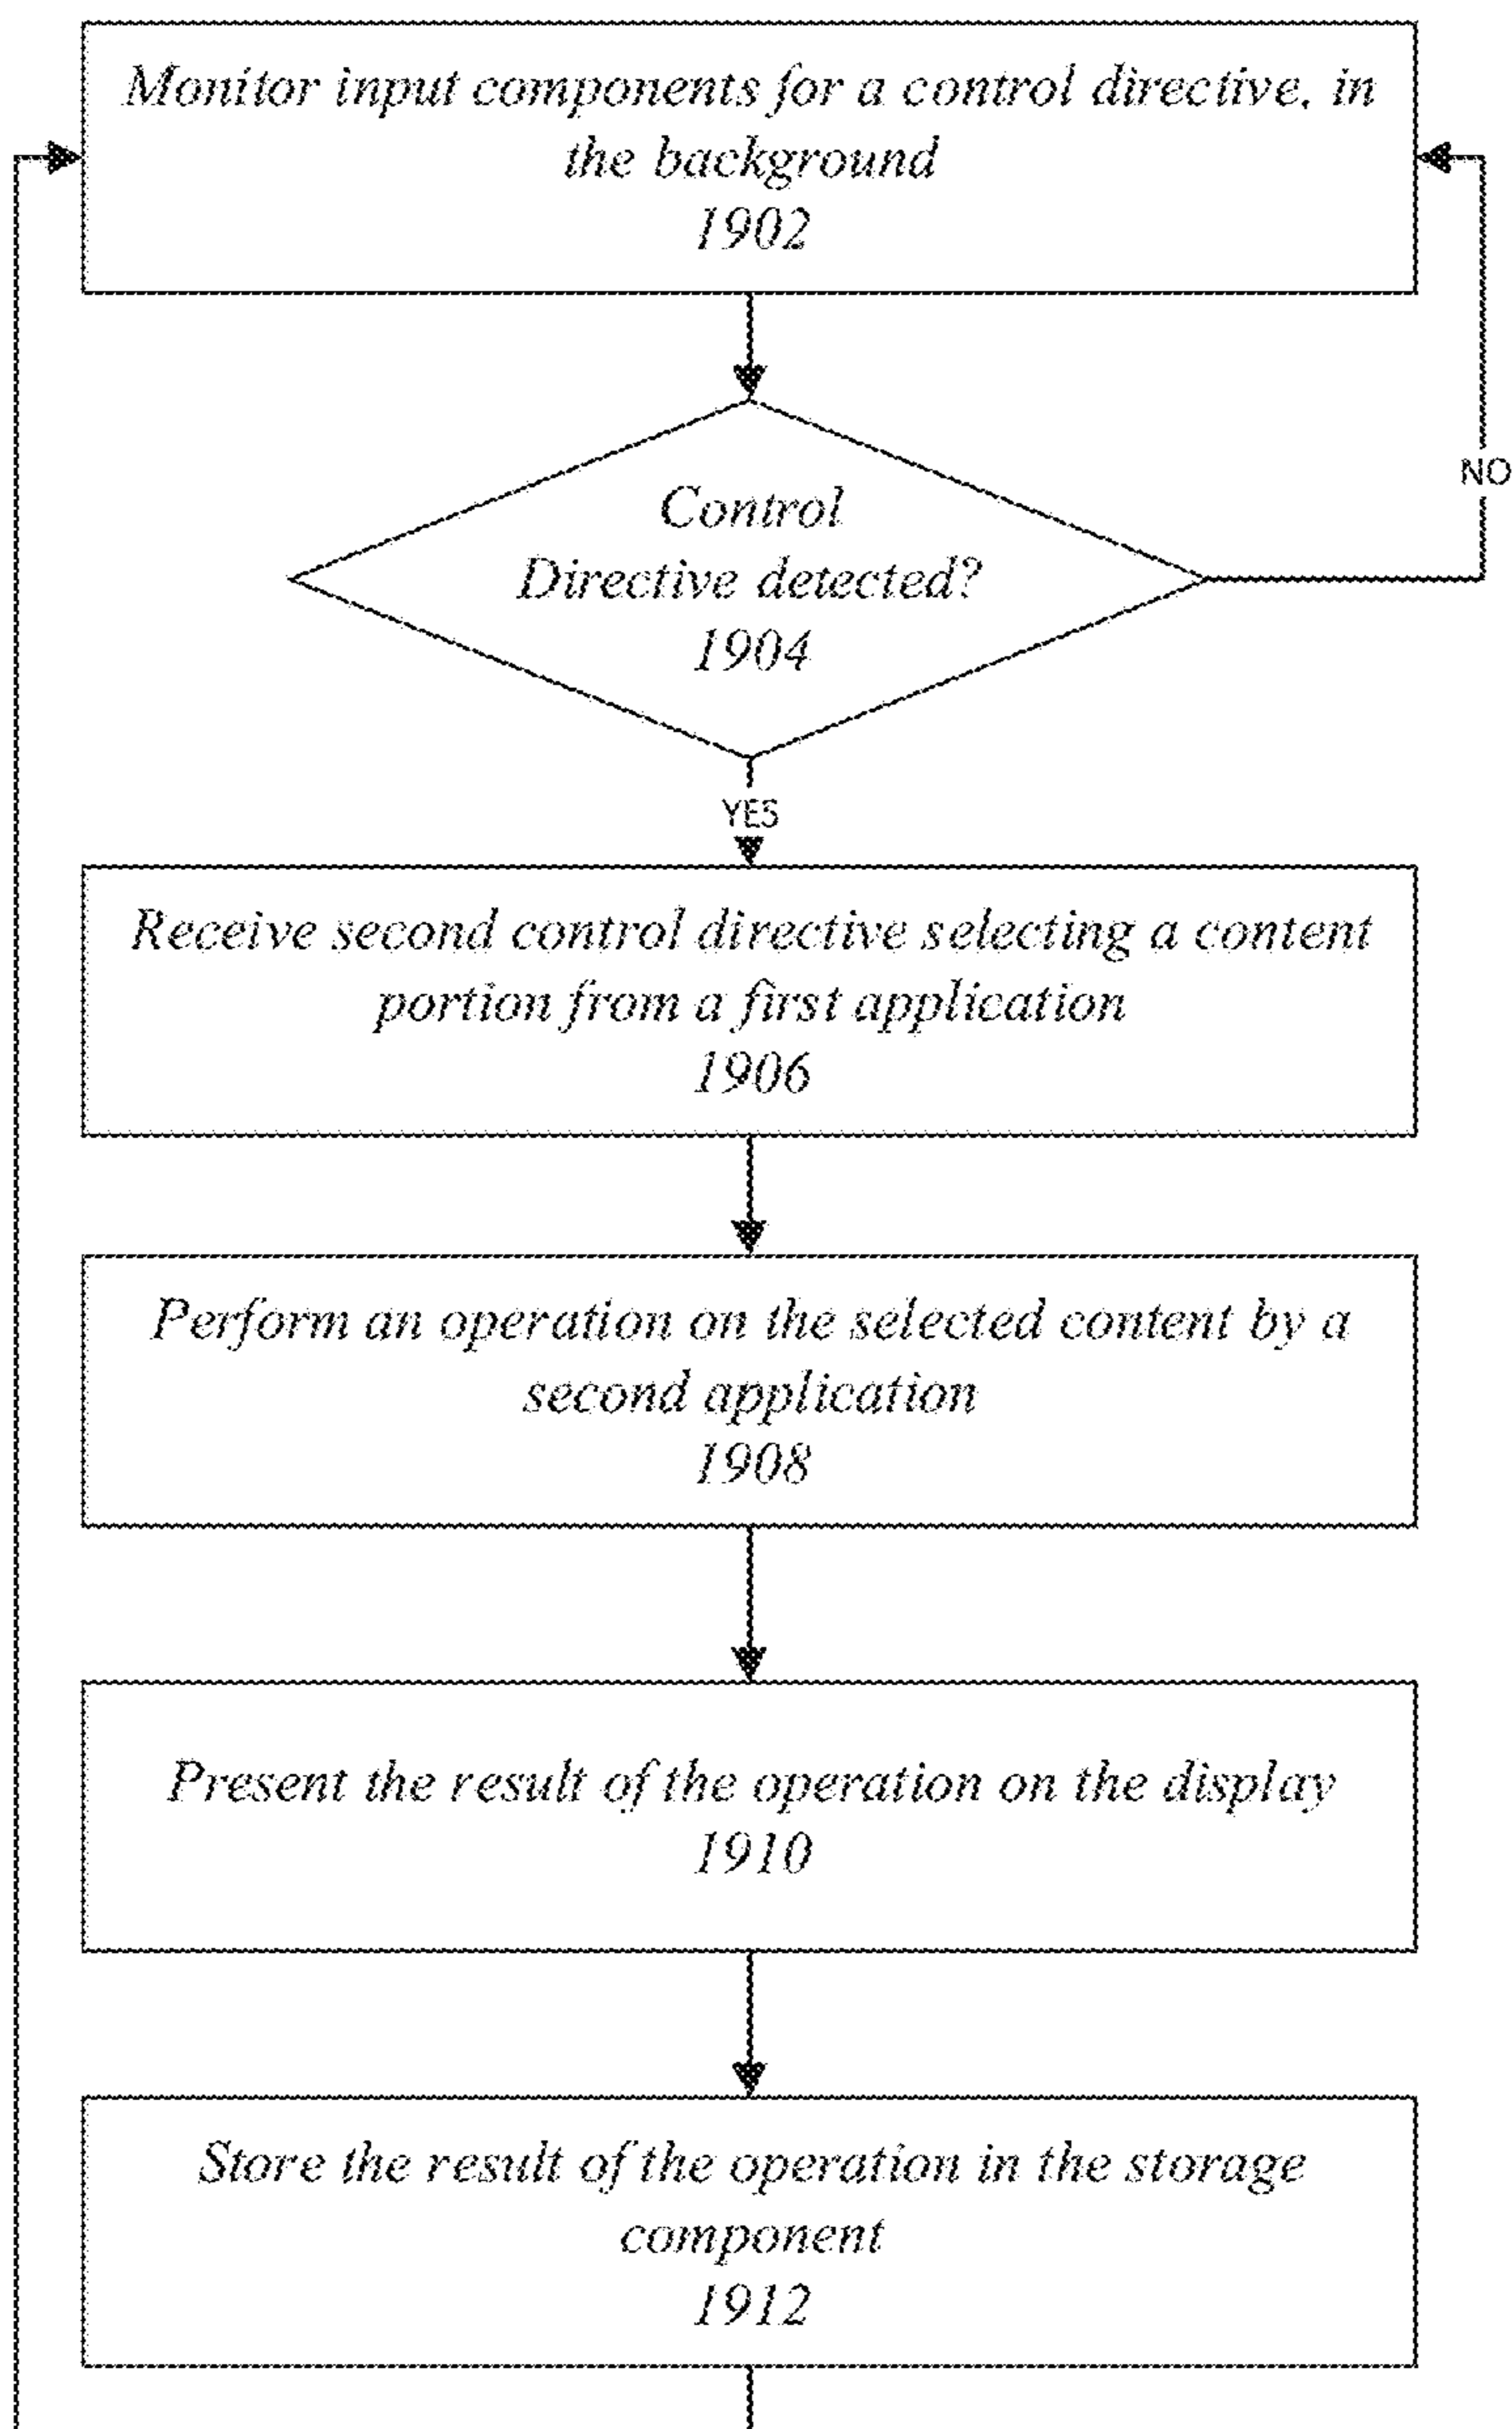 Monitor input components for a control directive, in
the background
1902
Control
Directive detected?
1904
NO
YES
Receive second control directive selecting a content
portion from a first application
1906
Perform an operation on the selected content by a
second application
1908
Present the result of the operation on the display
1910
Store the result of the operation in the storage
component
1912